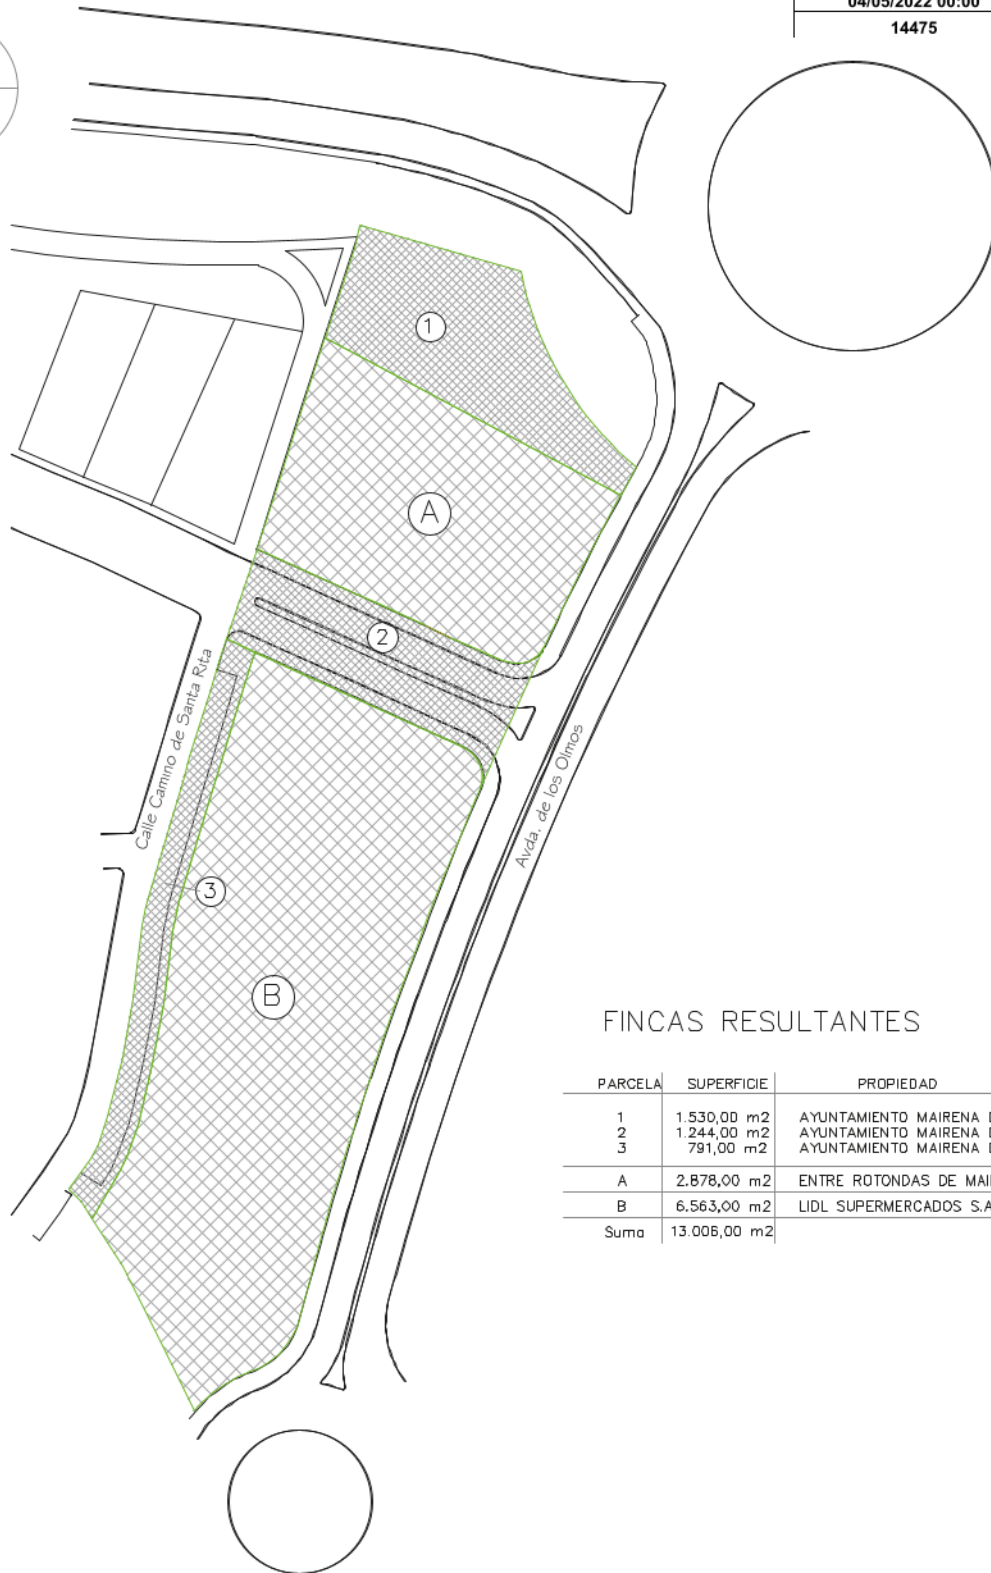 04/05/2022 00:00
14475
1
A
2
Calle Camino de Santa Rita
Avda. de los Olmos
3
B
FINCAS RESULTANTES
PARCELA SUPERFICIE PROPIEDAD
1 1.530,00 m2 AYUNTAMIENTO MAIRENA D
2 1.244,00 m2 AYUNTAMIENTO MAIRENA D
3 791,00 m2 AYUNTAMIENTO MAIRENA D
A 2.878,00 m2 ENTRE ROTONDAS DE MAI
B 6.563,00 m2 LIDL SUPERMERCADOS S.A
Suma 13.006,00 m2